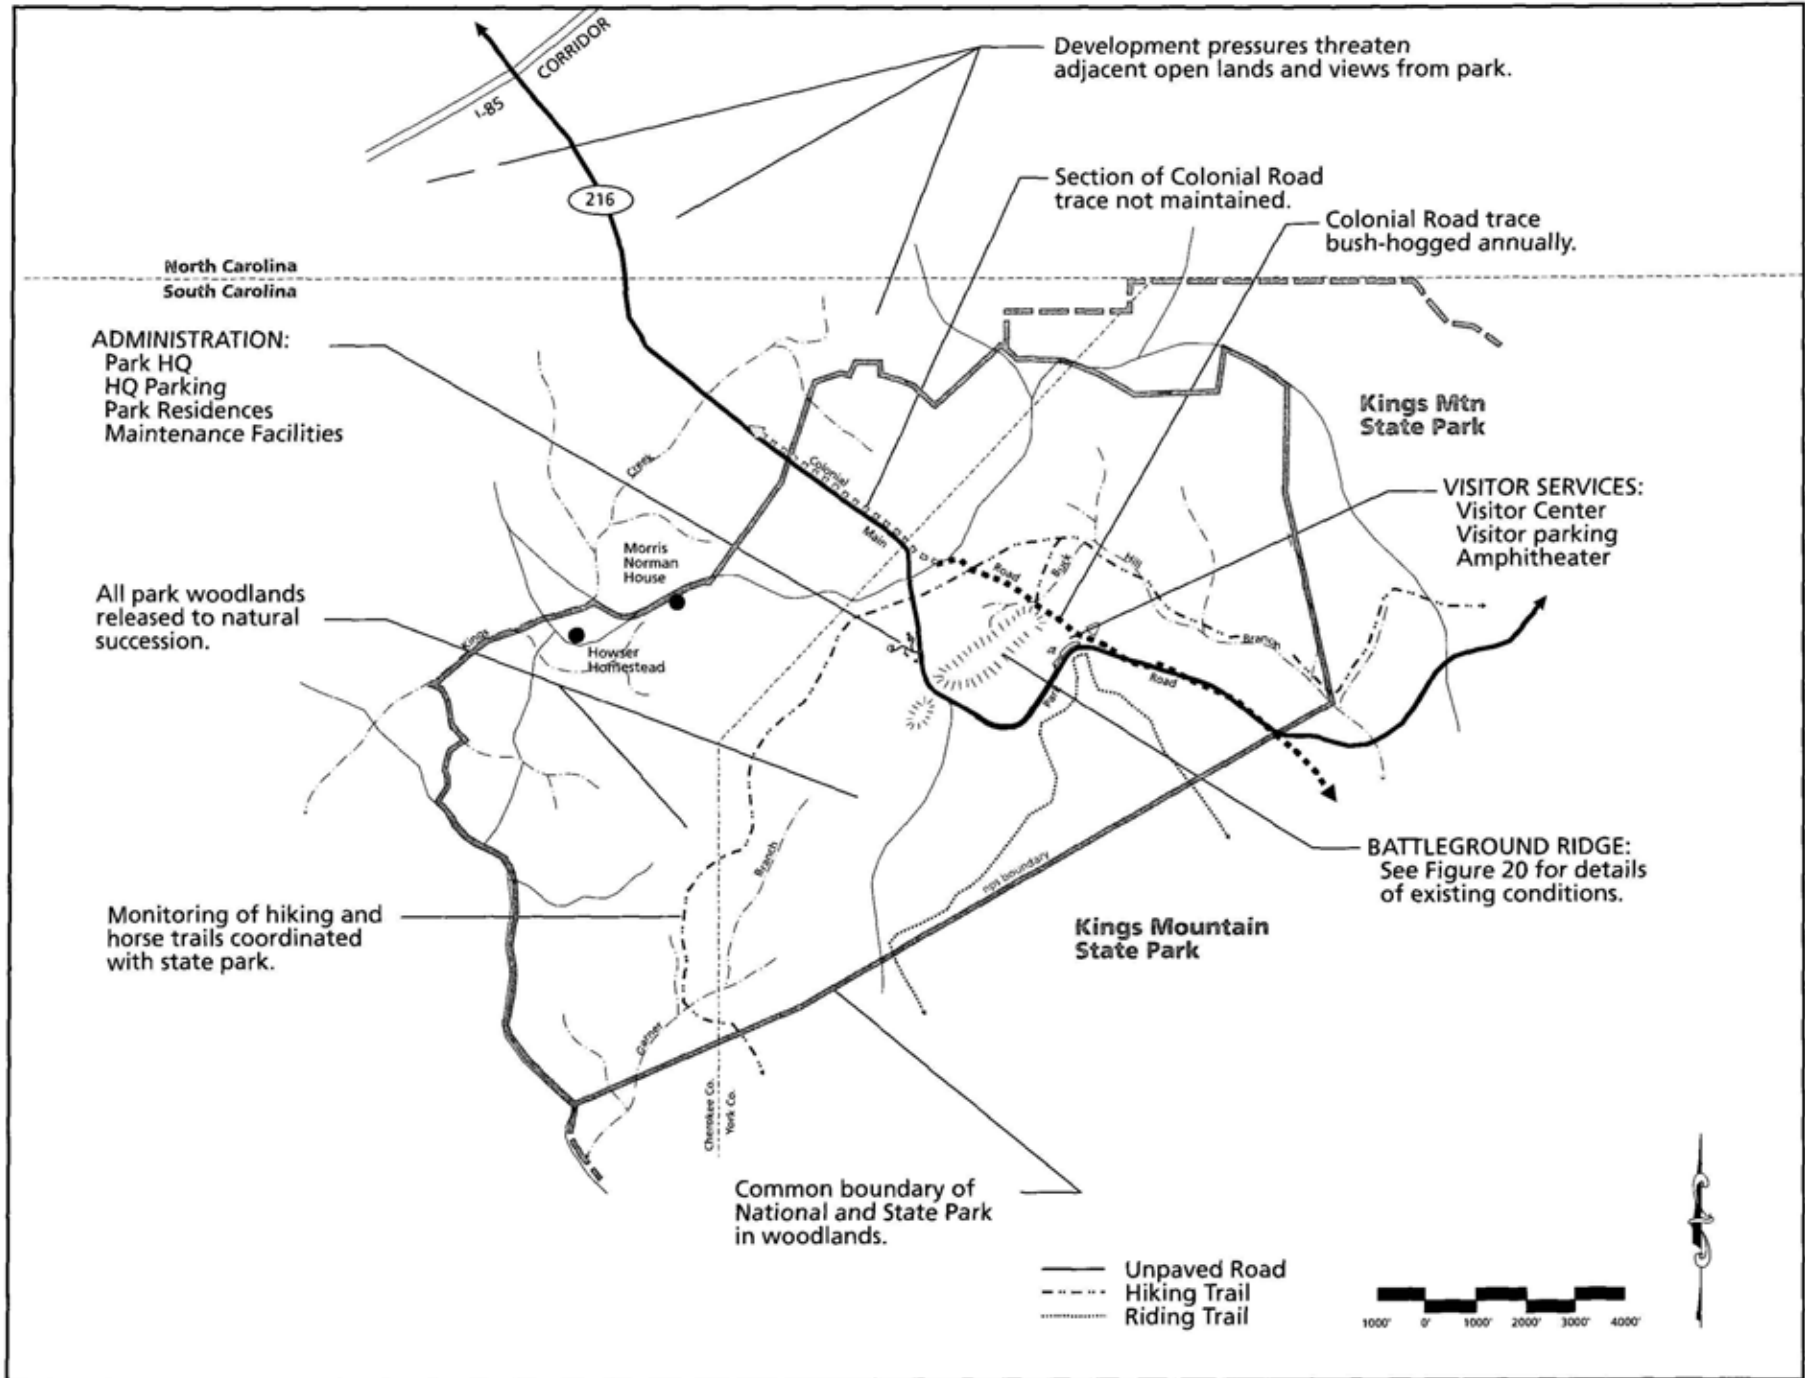 CORRIDOR
I-85
Development pressures threaten
adjacent open lands and views from park.
216
Section of Colonial Road
trace not maintained.
Colonial Road trace
bush-hogged annually.
North Carolina
South Carolina
ADMINISTRATION:
Park HQ
HQ Parking
Park Residences
Maintenance Facilities
Kings Mtn
State Park
Creek
Colonial
Main
VISITOR SERVICES:
Visitor Center
Visitor parking
Amphitheater
Morris
Norman
House
Road
Buck
Hill
All park woodlands
released to natural
succession.
Kings
Howser
Homestead
Branch
Road
Park
BATTLEGROUND RIDGE:
See Figure 20 for details
of existing conditions.
Branch
nps boundary
Monitoring of hiking and
horse trails coordinated
with state park.
Kings Mountain
State Park
Garner
Cherokee Co.
York Co.
Common boundary of
National and State Park
in woodlands.
Unpaved Road
Hiking Trail
Riding Trail
1000' 0' 1000' 2000' 3000' 4000'